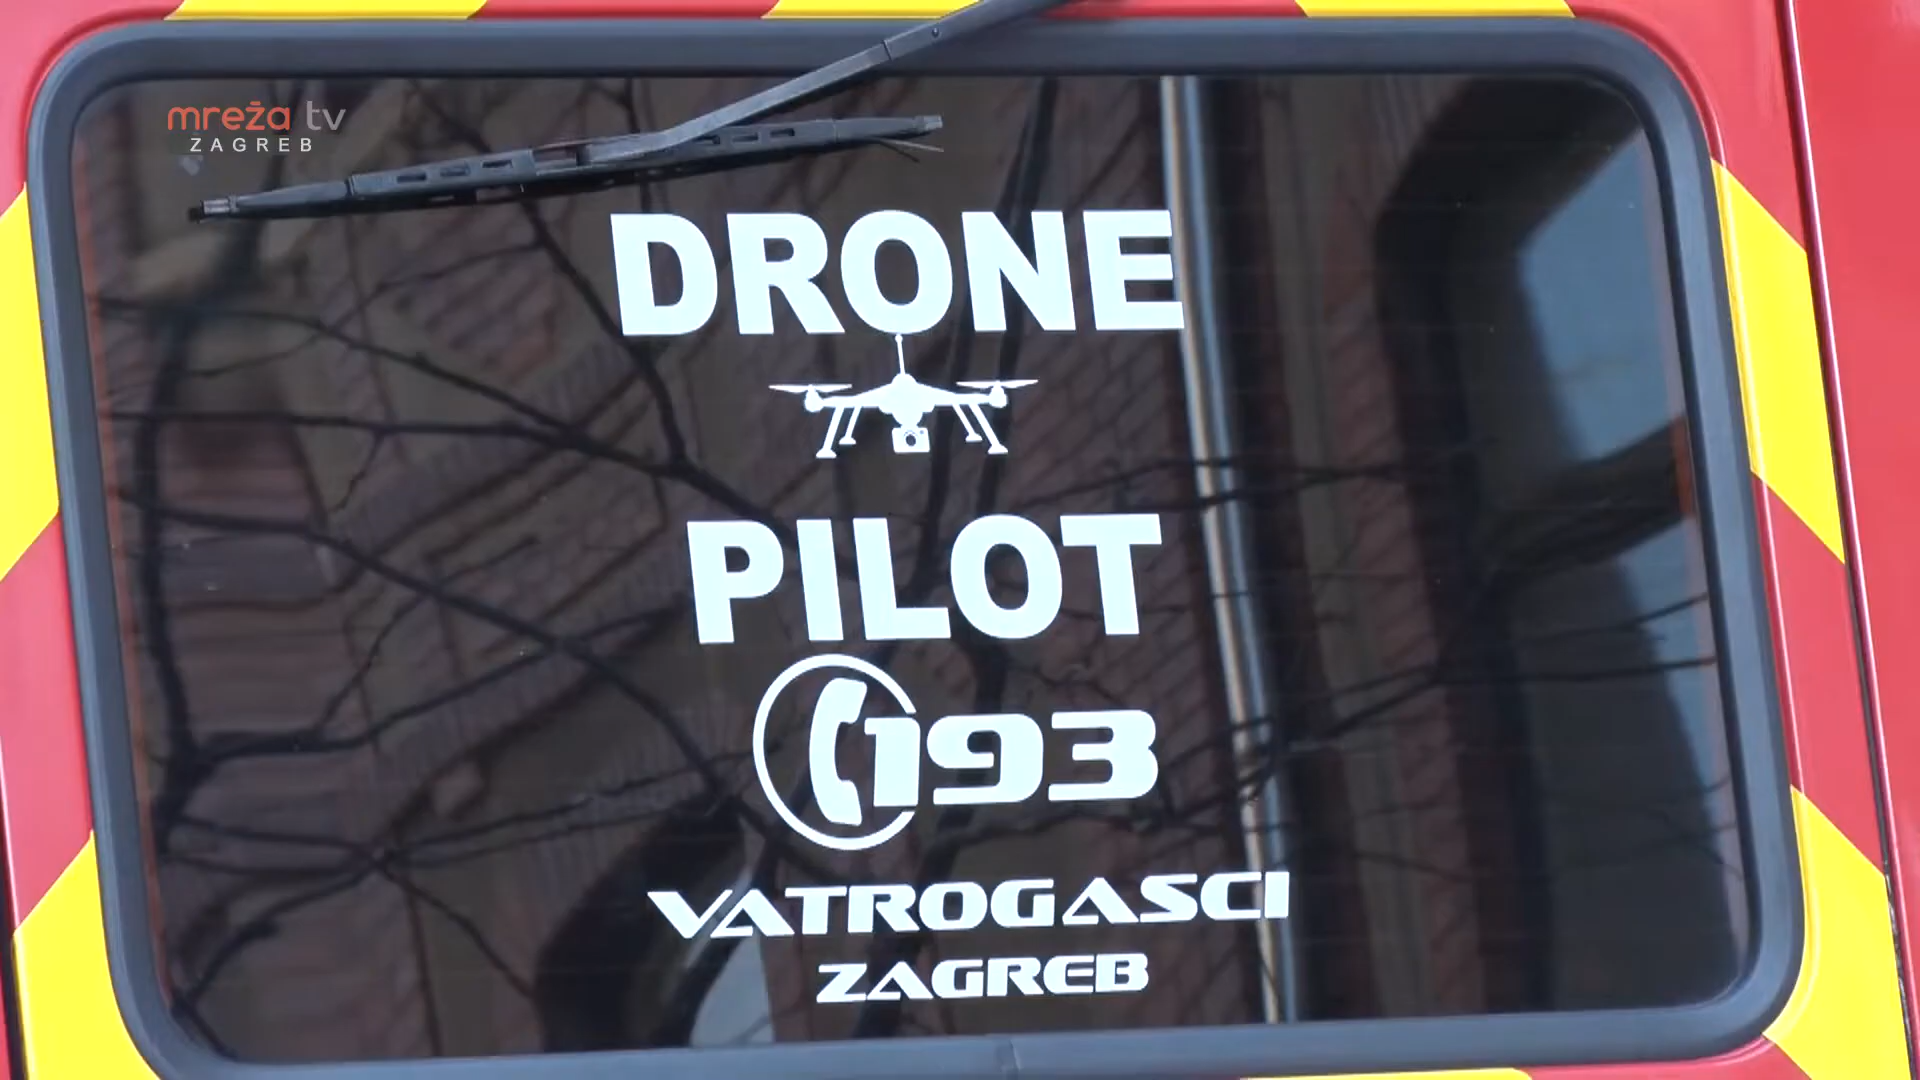 mreža tv
ZAGREB
DRONE
PILOT
193
VATROGASCI
ZAGREB